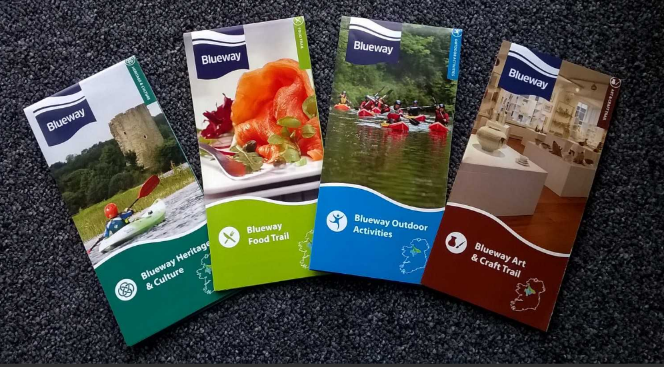 Blueway
Blueway Heritage
& Culture
Blueway
Blueway
Food Trail
Blueway
Blueway Outdoor
Activities
Blueway
Blueway Art
& Craft Trail